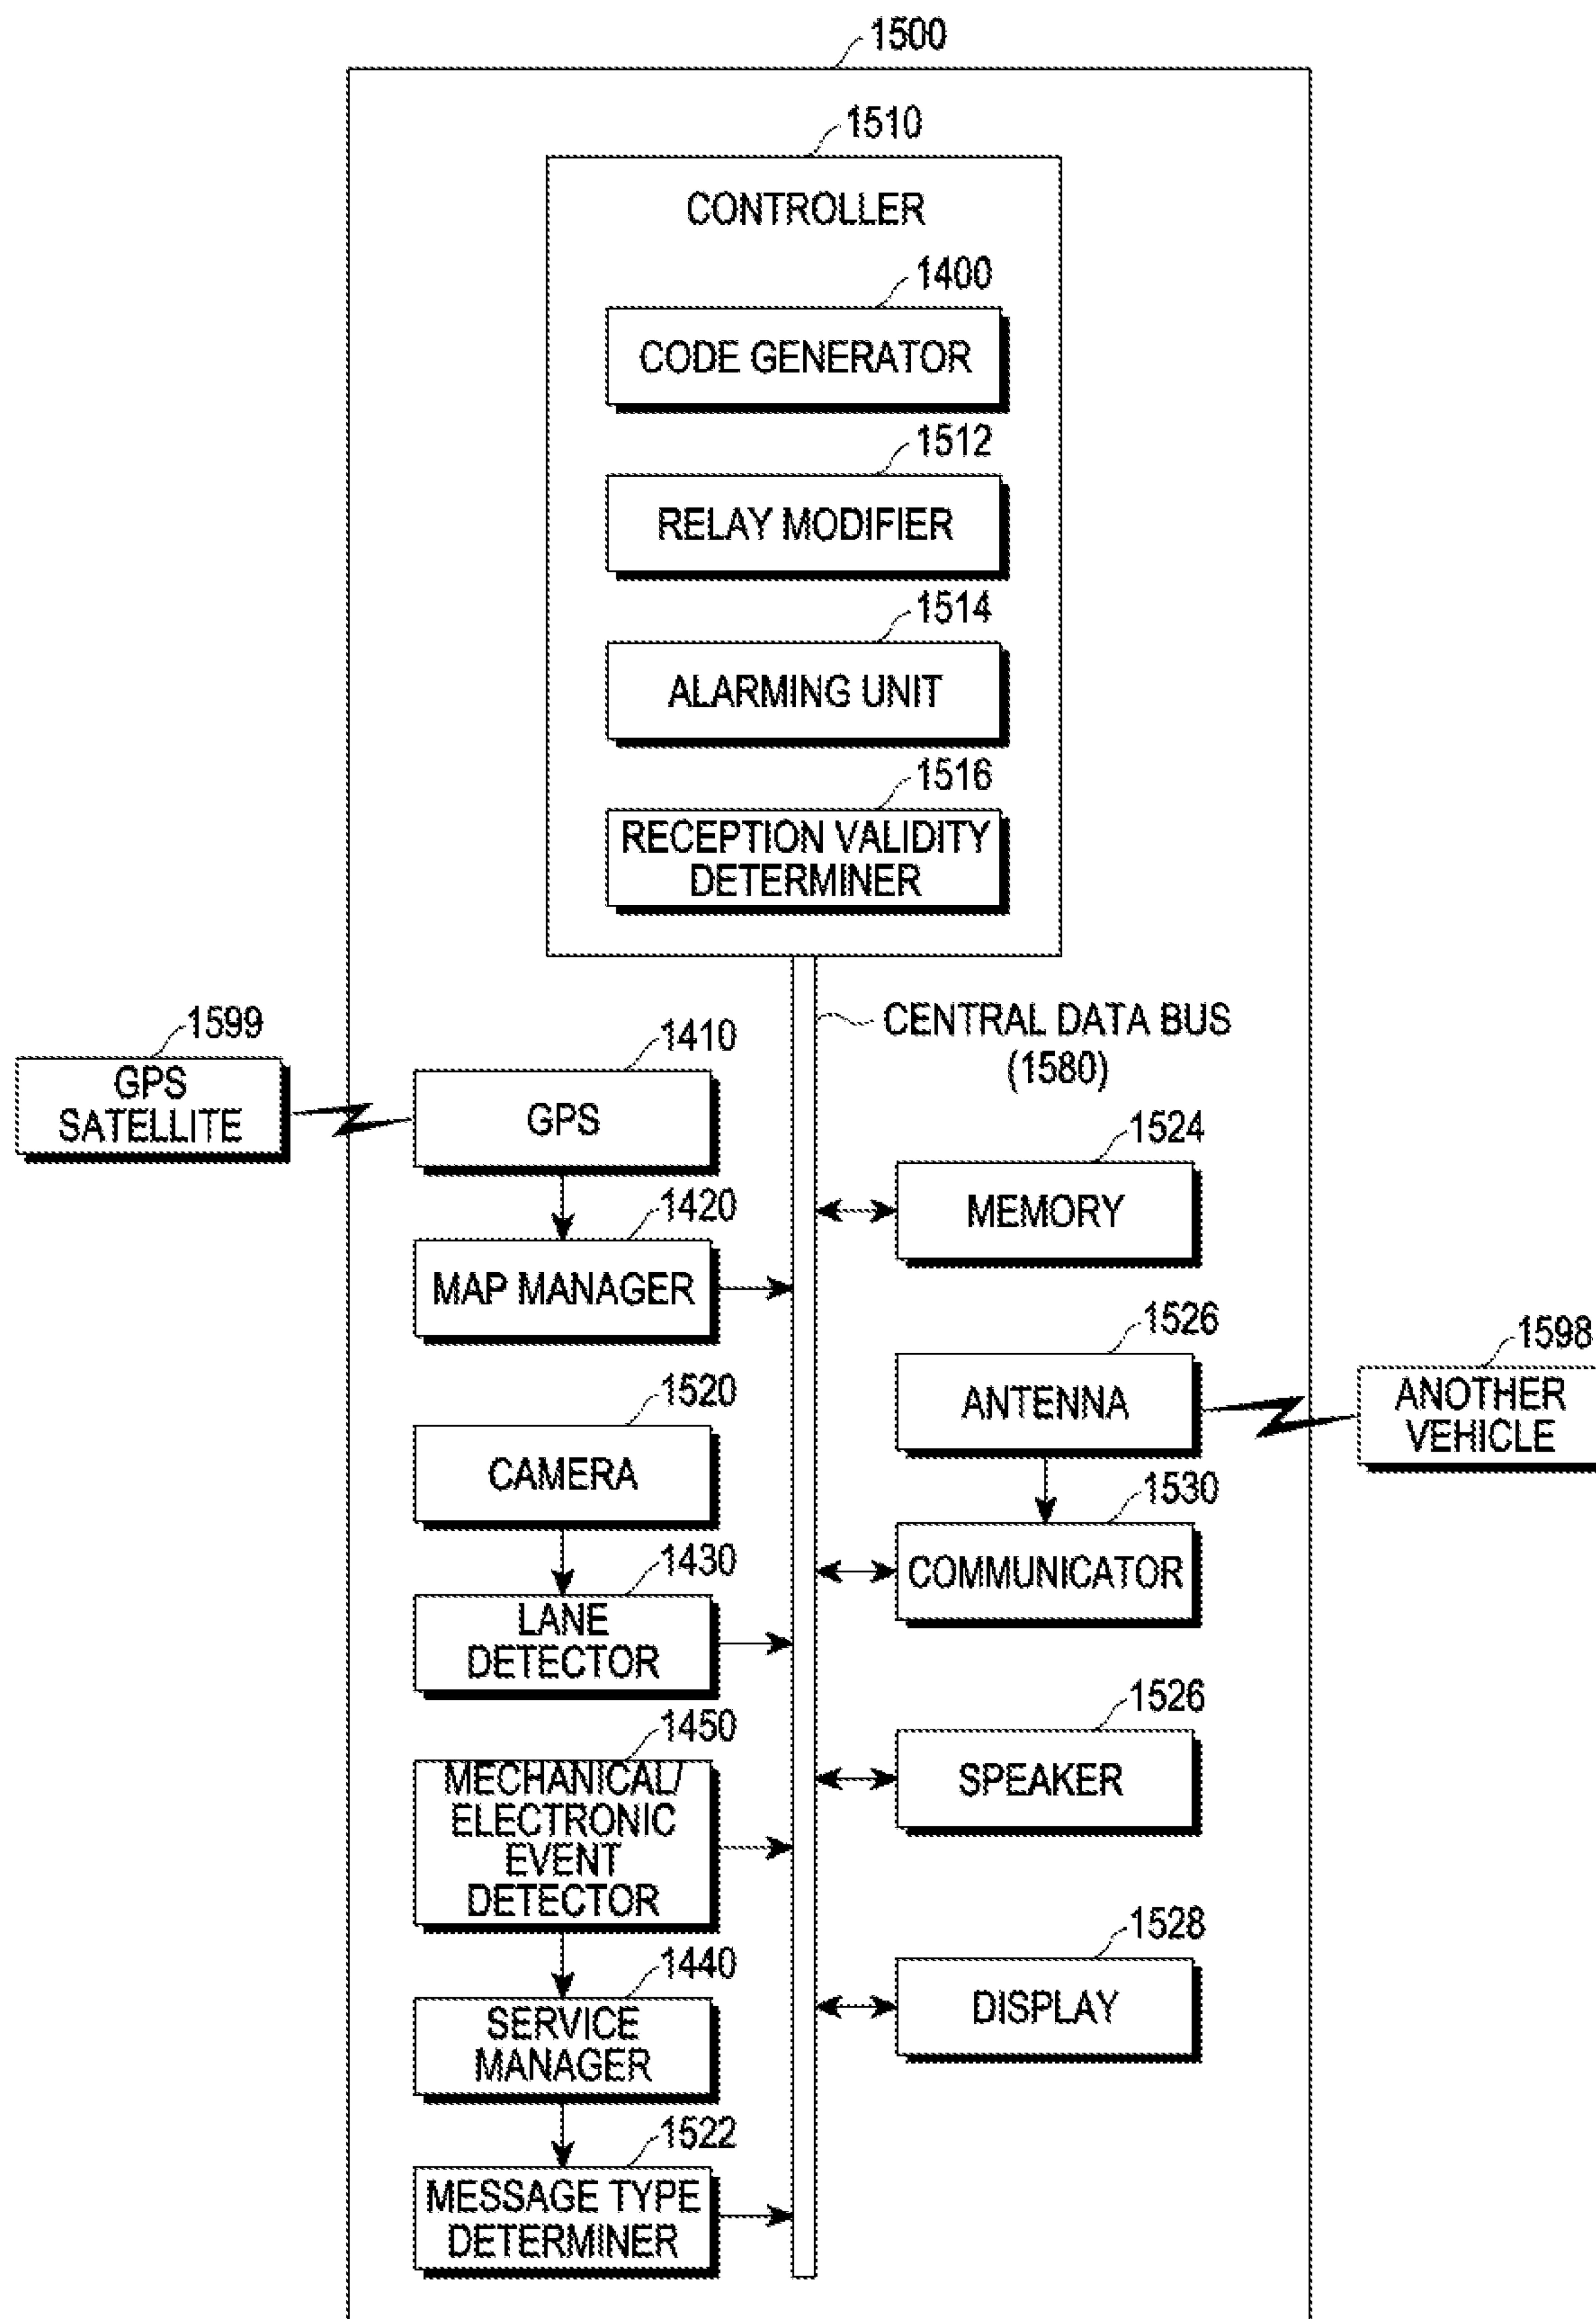 1500
1510
CONTROLLER
1400
CODE GENERATOR
1512
RELAY MODIFIER
1514
ALARMING UNIT
1516
RECEPTION VALIDITY
DETERMINER
CENTRAL DATA BUS
(1580)
1599
GPS
SATELLITE
1410
GPS
1420
MAP MANAGER
1520
CAMERA
1430
LANE
DETECTOR
1450
MECHANICAL/
ELECTRONIC
EVENT
DETECTOR
1440
SERVICE
MANAGER
1522
MESSAGE TYPE
DETERMINER
1524
MEMORY
1526
ANTENNA
1598
ANOTHER
VEHICLE
1530
COMMUNICATOR
1526
SPEAKER
1528
DISPLAY